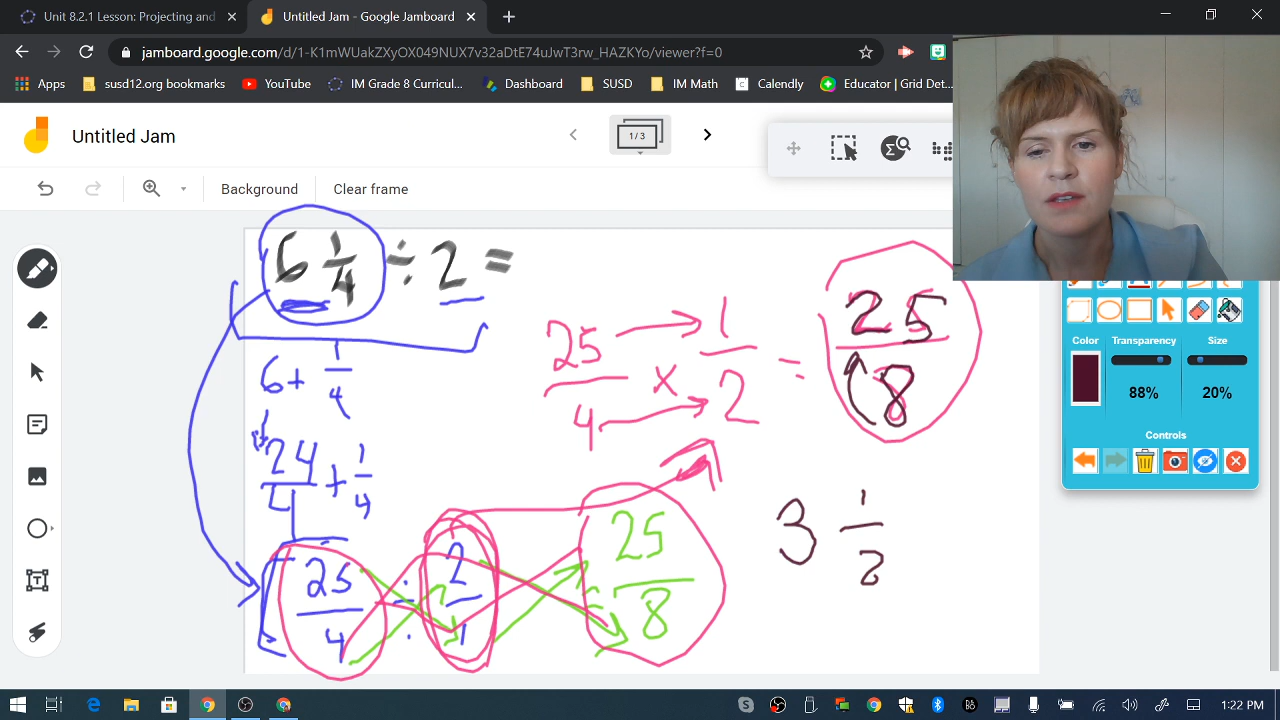 Unit 8.2.1 Lesson: Projecting and
Untitled Jam - Google Jamboard
jamboard.google.com/d/1-K1mWUakZXyOX049NUX7v32aDtE74uJwT3rw_HAZKYo/viewer?f=0
Apps susd12.org bookmarks YouTube IM Grade 8 Curricul... Dashboard SUSD IM Math Calendly Educator | Grid Det...
Untitled Jam
1/3
Background Clear frame
6 1/4 ÷ 2 =
25/4 x 1/2 = 25/8
6 + 1/4
24/4 + 1/4
25/4 ÷ 2/1 = 25/8
3 1/2
Color Transparency Size
88% 20%
Controls
1:22 PM